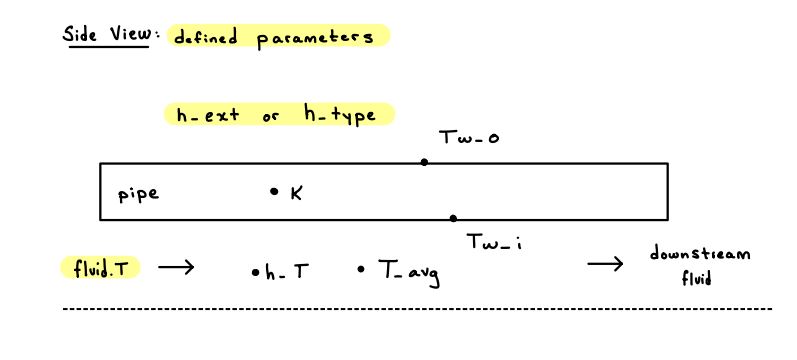 Side View: defined parameters
h_ext or h_type
Tw_o
pipe • K
Tw_i
fluid.T → • h_T • T_avg → downstream
fluid